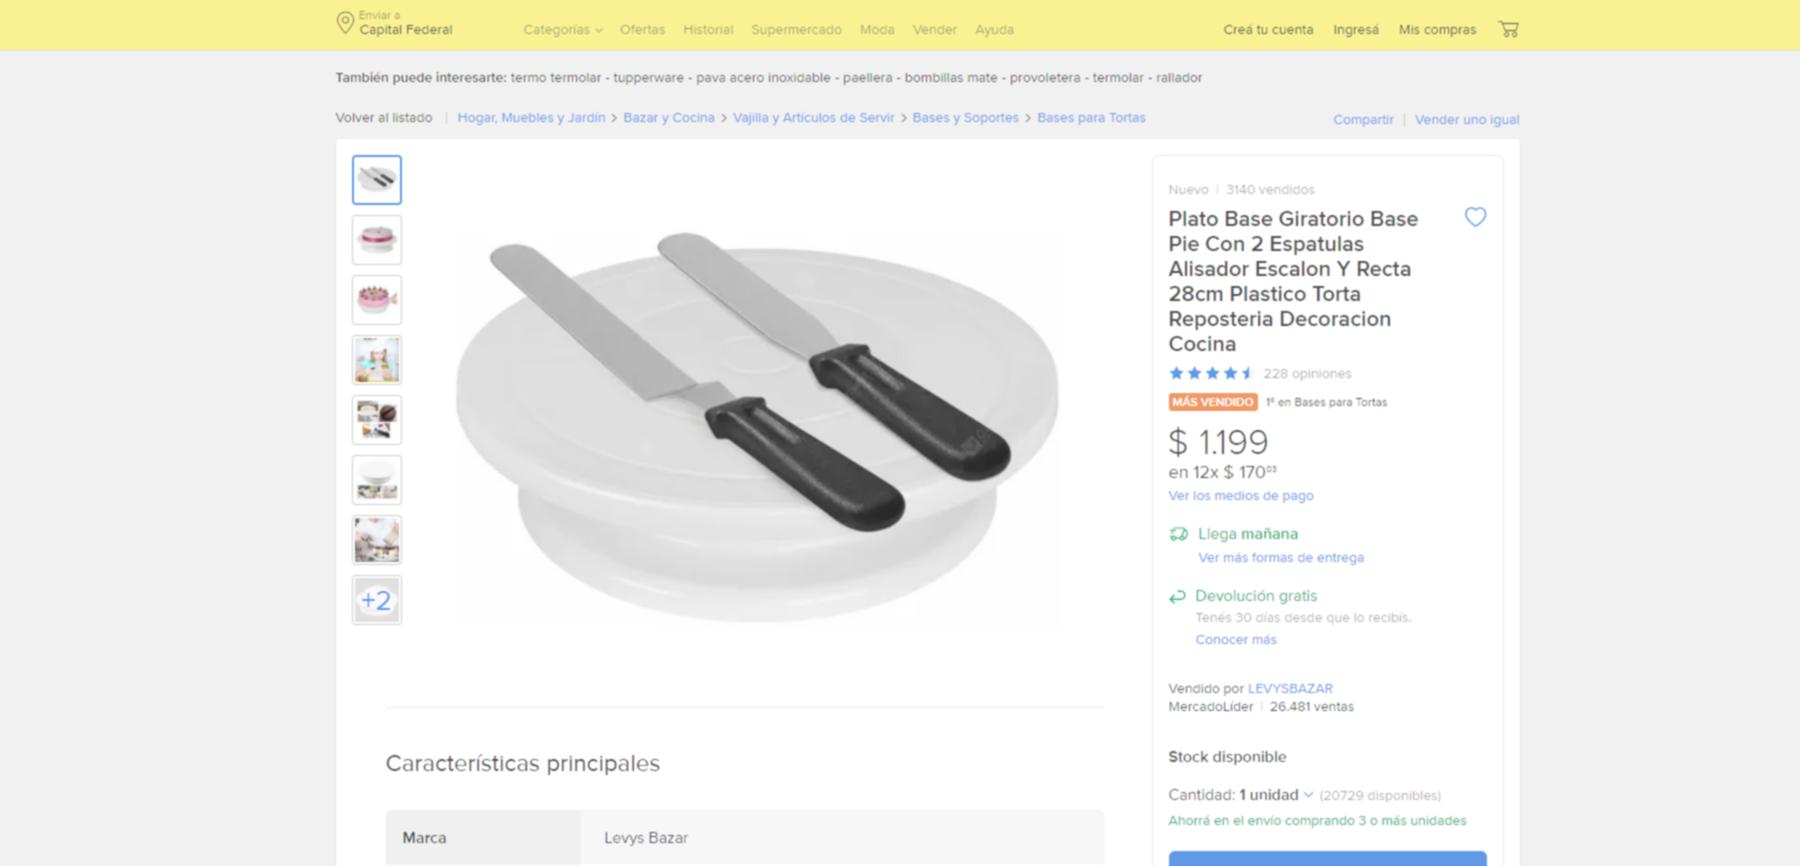 Enviar a
Capital Federal
Categorías Ofertas Historial Supermercado Moda Vender Ayuda
Creá tu cuenta Ingresá Mis compras
También puede interesarte: termo termolar - tupperware - pava acero inoxidable - paellera - bombillas mate - provoletera - termolar - rallador
Volver al listado | Hogar, Muebles y Jardín > Bazar y Cocina > Vajilla y Artículos de Servir > Bases y Soportes > Bases para Tortas
Compartir | Vender uno igual
+2
Nuevo | 3140 vendidos
Plato Base Giratorio Base
Pie Con 2 Espatulas
Alisador Escalon Y Recta
28cm Plastico Torta
Reposteria Decoracion
Cocina
228 opiniones
MÁS VENDIDO 1º en Bases para Tortas
$ 1.199
en 12x $ 170⁰³
Ver los medios de pago
Llega mañana
Ver más formas de entrega
Devolución gratis
Tenés 30 días desde que lo recibís.
Conocer más
Vendido por LEVYSBAZAR
MercadoLíder | 26.481 ventas
Stock disponible
Cantidad: 1 unidad (20729 disponibles)
Ahorrá en el envío comprando 3 o más unidades
Características principales
Marca Levys Bazar